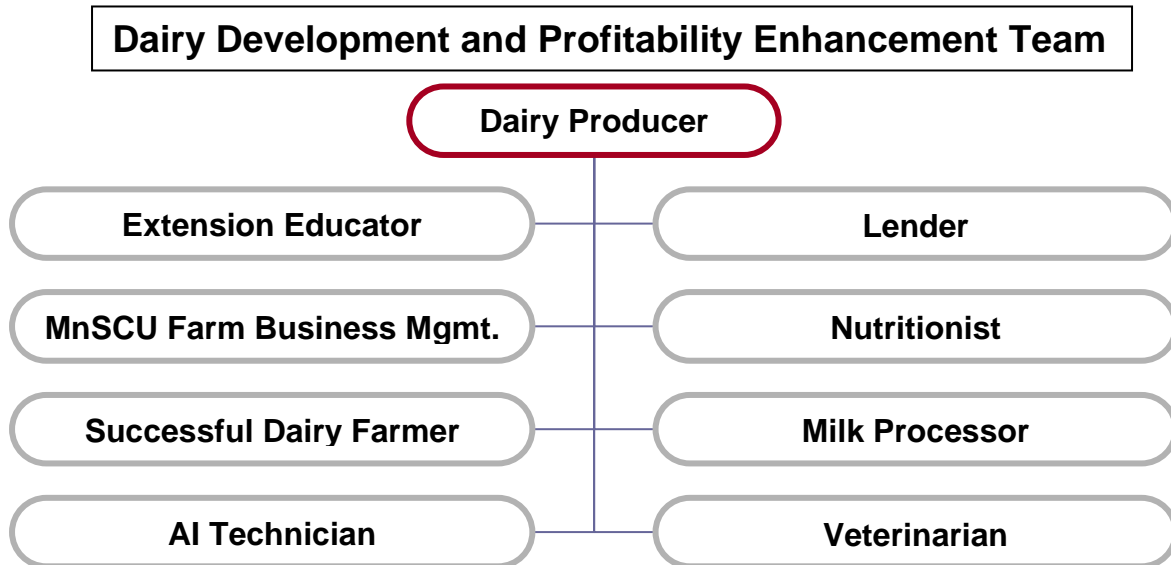 Dairy Development and Profitability Enhancement Team
Dairy Producer
Extension Educator
Lender
MnSCU Farm Business Mgmt.
Nutritionist
Successful Dairy Farmer
Milk Processor
AI Technician
Veterinarian